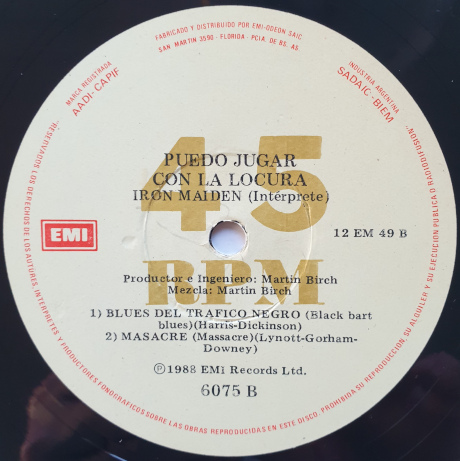 FABRICADO Y DISTRIBUIDO POR EMI-ODEON SAIC
SAN MARTIN 3590 - FLORIDA - PCIA. DE BS. AS.
MARCA REGISTRADA
AADI-CAPIF
INDUSTRIA ARGENTINA
SADAIC-BIEM
45
RPM
PUEDO JUGAR
CON LA LOCURA
IRON MAIDEN (Intérprete)
EMI
12 EM 49 B
Productor e Ingeniero: Martin Birch
Mezcla: Martin Birch
1) BLUES DEL TRAFICO NEGRO (Black bart
blues)(Harris-Dickinson)
2) MASACRE (Massacre)(Lynott-Gorham-
Downey)
Ⓟ1988 EMi Records Ltd.
6075 B
"RESERVADOS LOS DERECHOS DE LOS AUTORES, INTERPRETES Y PRODUCTORES FONOGRAFICOS SOBRE LAS OBRAS REPRODUCIDAS EN ESTE DISCO. PROHIBIDA SU REPRODUCCION SU ALQUILER Y SU EJECUCION PUBLICA O RADIODIFUSION"